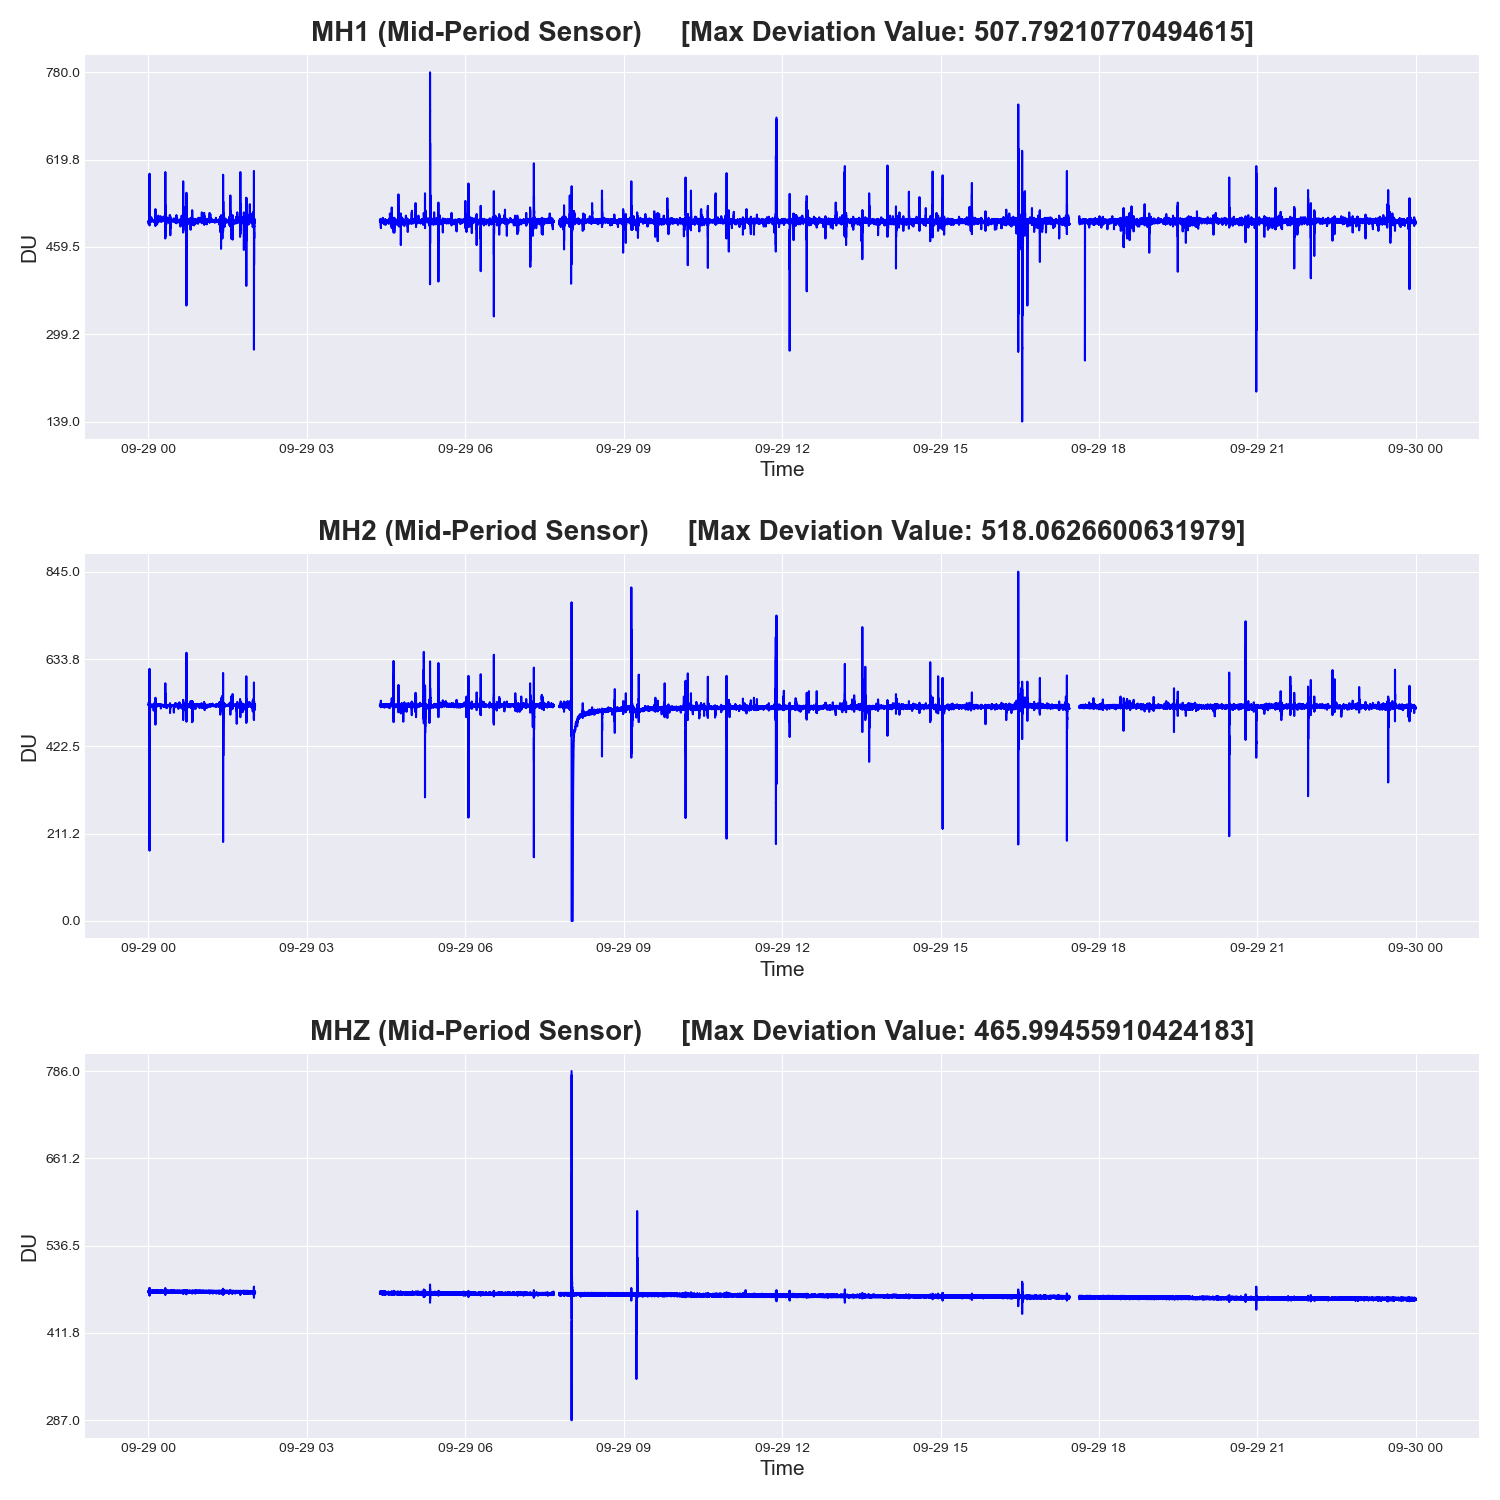 MH1 (Mid-Period Sensor)     [Max Deviation Value: 507.79210770494615]
780.0
619.8
459.5
299.2
139.0
DU
09-29 00 09-29 03 09-29 06 09-29 09 09-29 12 09-29 15 09-29 18 09-29 21 09-30 00
Time
MH2 (Mid-Period Sensor)     [Max Deviation Value: 518.0626600631979]
845.0
633.8
422.5
211.2
0.0
DU
09-29 00 09-29 03 09-29 06 09-29 09 09-29 12 09-29 15 09-29 18 09-29 21 09-30 00
Time
MHZ (Mid-Period Sensor)     [Max Deviation Value: 465.99455910424183]
786.0
661.2
536.5
411.8
287.0
DU
09-29 00 09-29 03 09-29 06 09-29 09 09-29 12 09-29 15 09-29 18 09-29 21 09-30 00
Time